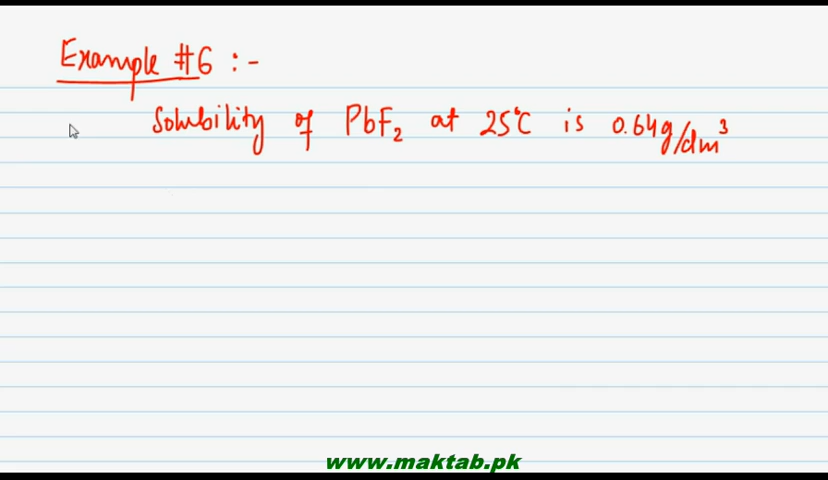 Example #6 :-
Solubility of PbF₂ at 25°C is 0.64g/dm³
www.maktab.pk